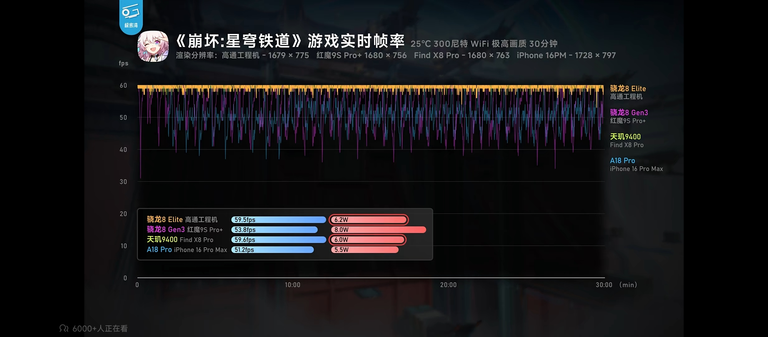 极客湾
《崩坏:星穹铁道》游戏实时帧率 25℃ 300尼特 WiFi 极高画质 30分钟
渲染分辨率: 高通工程机 - 1679 × 775 红魔9S Pro+ 1680 × 756 Find X8 Pro - 1680 × 763 iPhone 16PM - 1728 × 797
fps
60
50
40
30
20
10
0
骁龙8 Elite
高通工程机
骁龙8 Gen3
红魔9S Pro+
天玑9400
Find X8 Pro
A18 Pro
iPhone 16 Pro Max
骁龙8 Elite 高通工程机 59.5fps 6.2W
骁龙8 Gen3 红魔9S Pro+ 53.8fps 8.0W
天玑9400 Find X8 Pro 59.6fps 6.0W
A18 Pro iPhone 16 Pro Max 51.2fps 5.5W
0 10:00 20:00 30:00 (min)
6000+人正在看